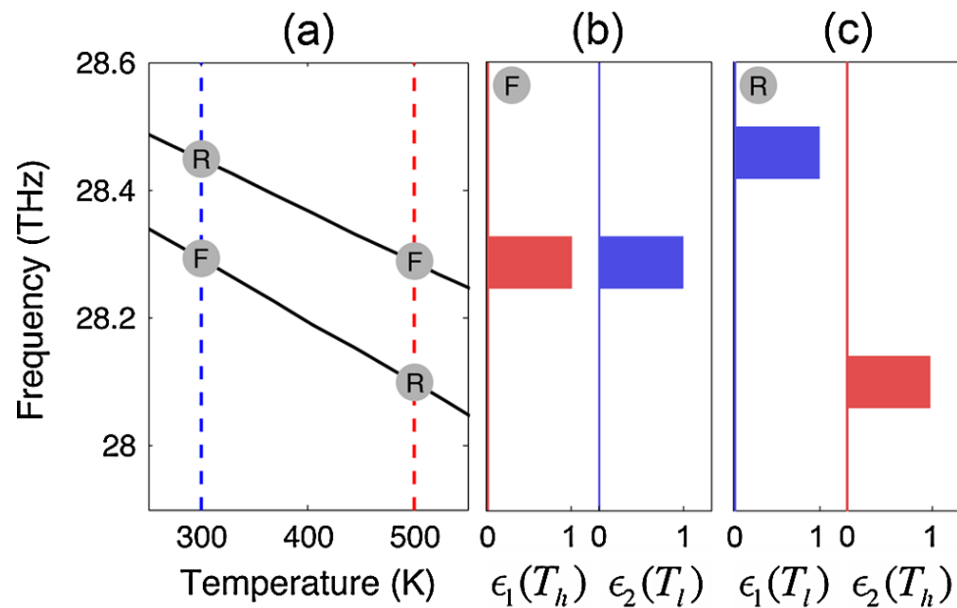 (a)
(b)
(c)
Frequency (THz)
28.6
28.4
28.2
28
R
F
F
R
300
400
500
Temperature (K)
F
0 1 0 1
ϵ₁(Tₕ) ϵ₂(Tₗ)
R
0 1 0 1
ϵ₁(Tₗ) ϵ₂(Tₕ)